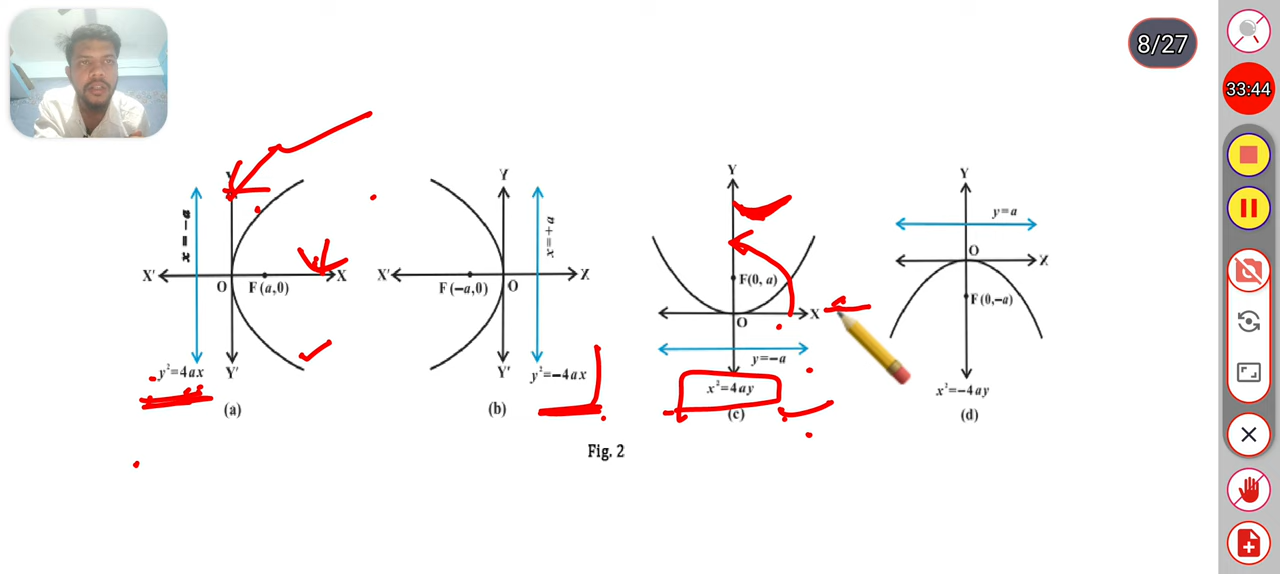 8/27
33:44
Y
X'
X
O
F(a,0)
x=–a
y²=4ax
Y'
(a)
Y
X'
X
F(–a,0)
O
x=+a
Y'
y²=–4ax
(b)
Y
F(0, a)
X
O
y=–a
x²=4ay
(c)
Y
y=a
O
X
F(0,–a)
x²=–4ay
(d)
Fig. 2